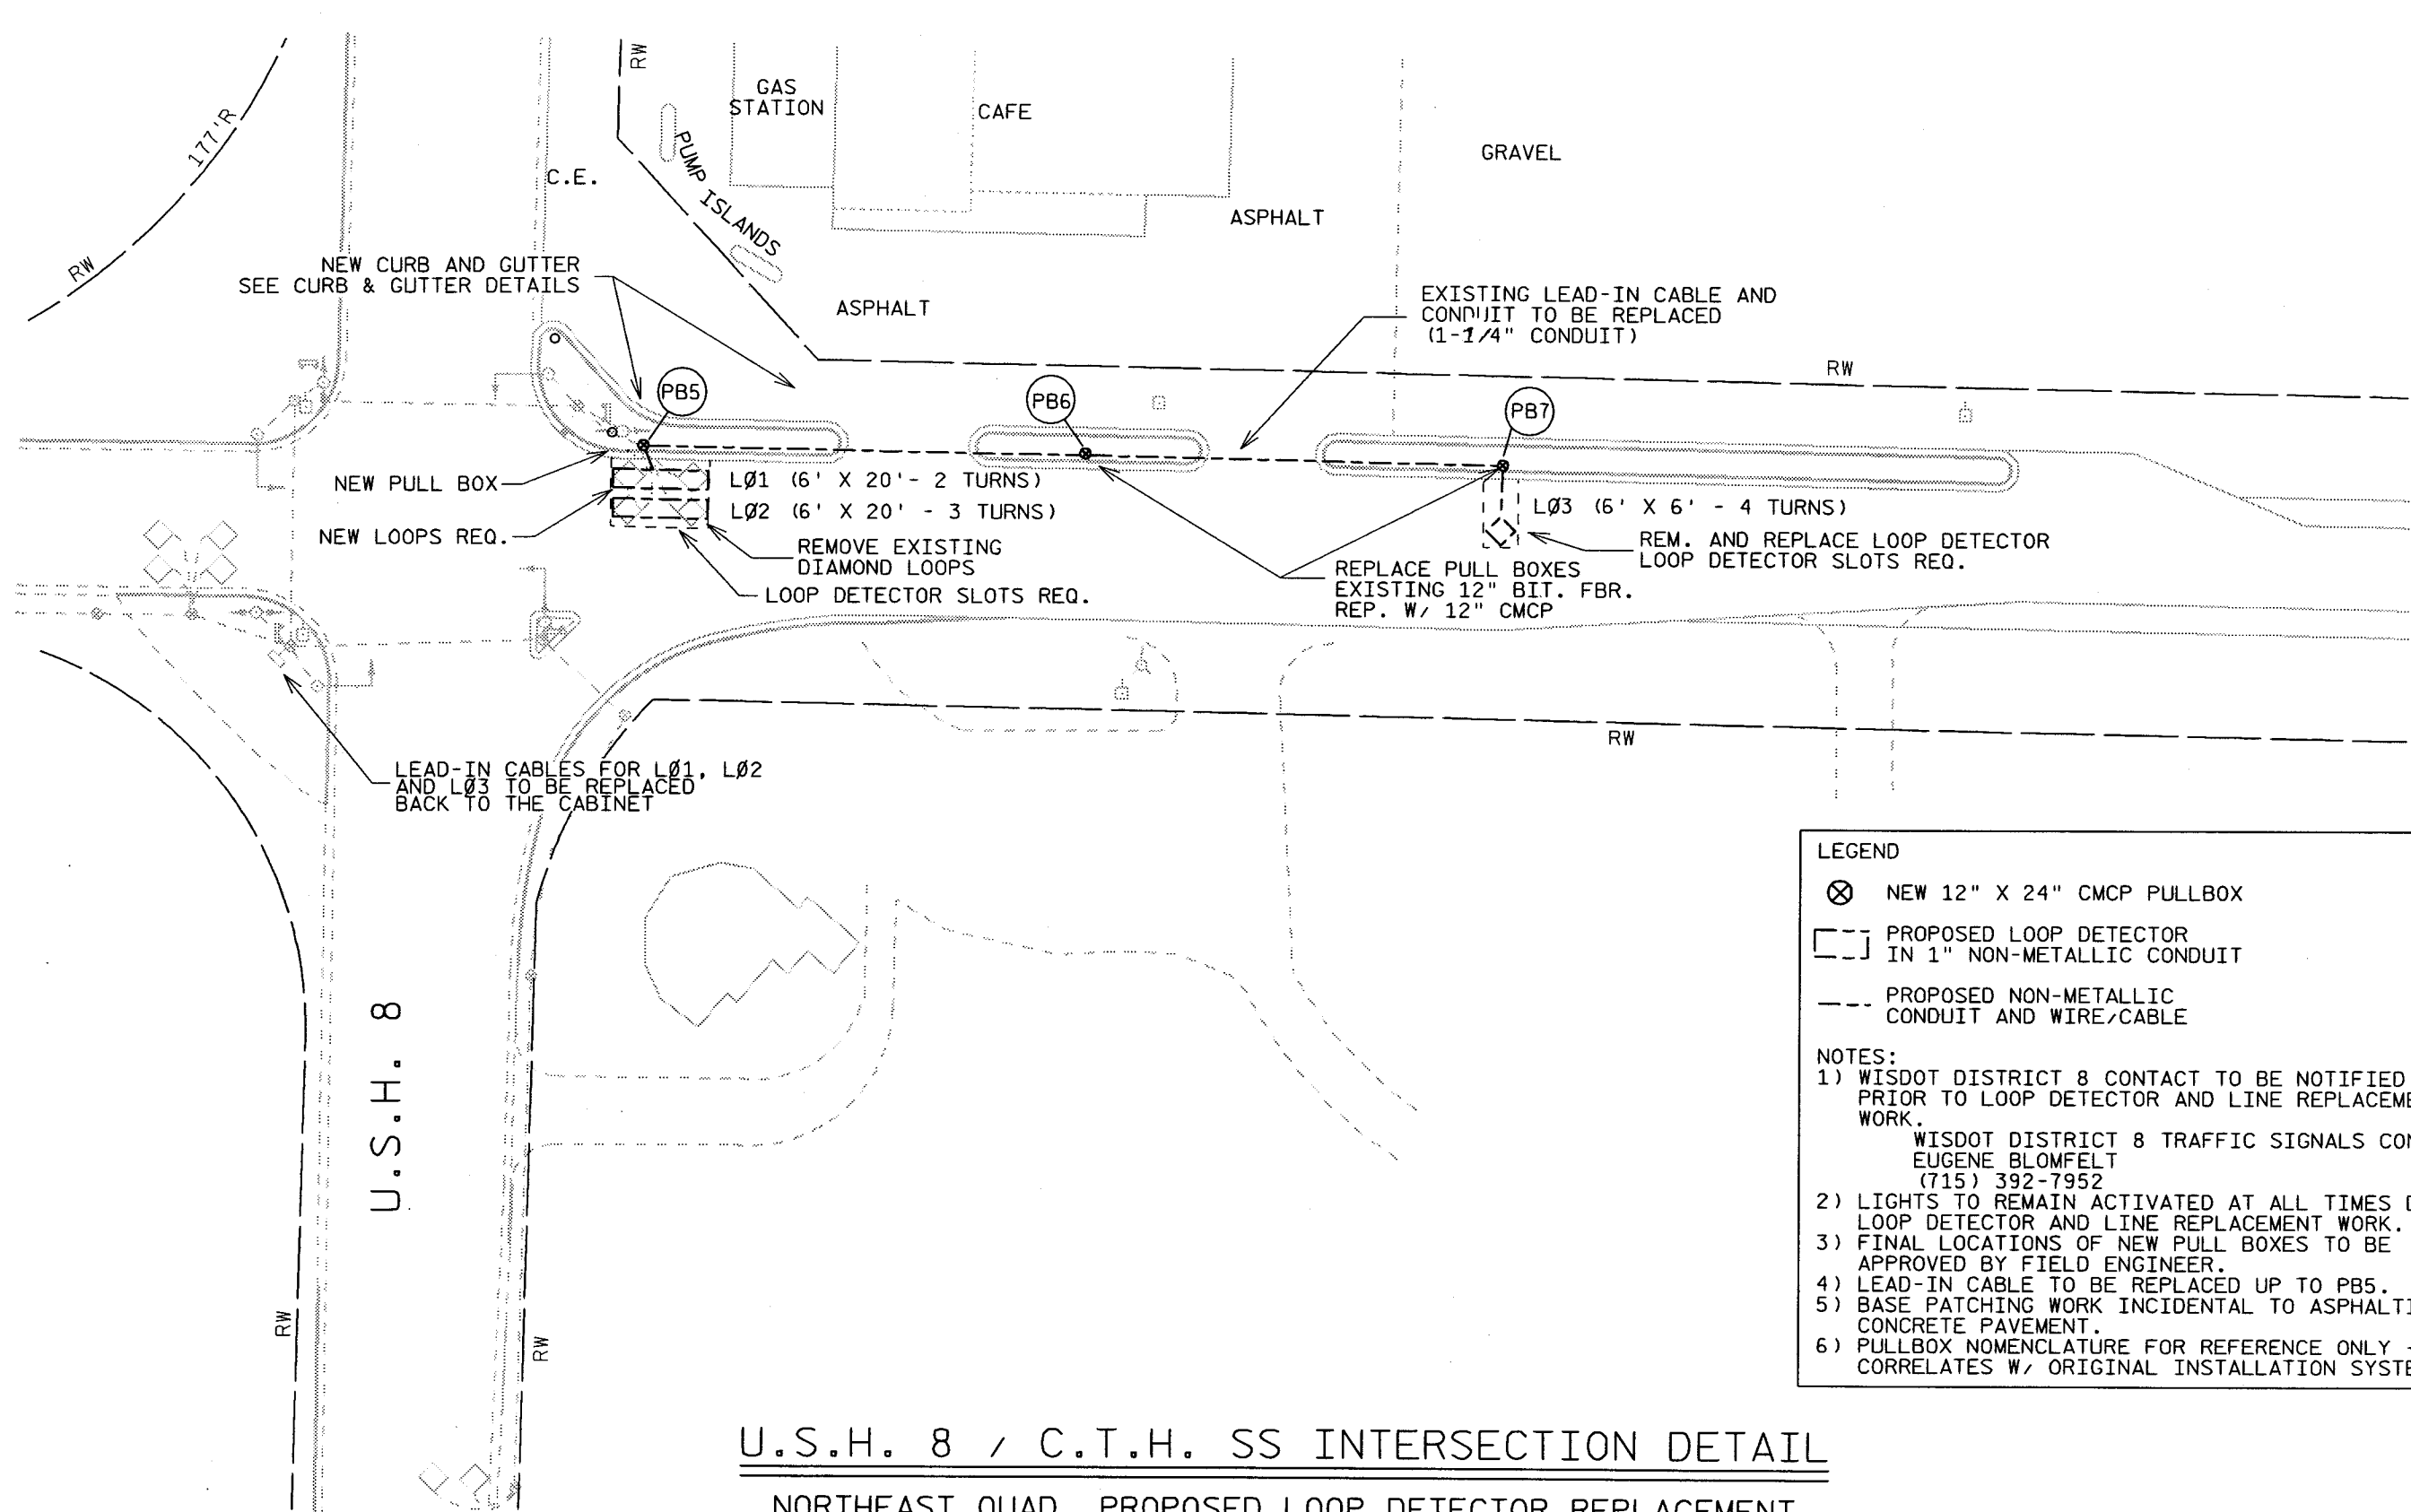 RW
177'R
RW
GAS
STATION
CAFE
GRAVEL
PUMP ISLANDS
C.E.
ASPHALT
NEW CURB AND GUTTER
SEE CURB & GUTTER DETAILS
ASPHALT
EXISTING LEAD-IN CABLE AND
CONDUIT TO BE REPLACED
(1-1/4" CONDUIT)
RW
PB5
PB6
PB7
NEW PULL BOX
LØ1 (6' X 20'- 2 TURNS)
LØ2 (6' X 20' - 3 TURNS)
LØ3 (6' X 6' - 4 TURNS)
NEW LOOPS REQ.
REMOVE EXISTING
DIAMOND LOOPS
LOOP DETECTOR SLOTS REQ.
REM. AND REPLACE LOOP DETECTOR
LOOP DETECTOR SLOTS REQ.
REPLACE PULL BOXES
EXISTING 12" BIT. FBR.
REP. W/ 12" CMCP
RW
LEAD-IN CABLES FOR LØ1, LØ2
AND LØ3 TO BE REPLACED
BACK TO THE CABINET
U.S.H. 8
RW
RW
LEGEND
NEW 12" X 24" CMCP PULLBOX
PROPOSED LOOP DETECTOR
IN 1" NON-METALLIC CONDUIT
PROPOSED NON-METALLIC
CONDUIT AND WIRE/CABLE
NOTES:
1) WISDOT DISTRICT 8 CONTACT TO BE NOTIFIED
PRIOR TO LOOP DETECTOR AND LINE REPLACEME
WORK.
WISDOT DISTRICT 8 TRAFFIC SIGNALS CON
EUGENE BLOMFELT
(715) 392-7952
2) LIGHTS TO REMAIN ACTIVATED AT ALL TIMES D
LOOP DETECTOR AND LINE REPLACEMENT WORK.
3) FINAL LOCATIONS OF NEW PULL BOXES TO BE
APPROVED BY FIELD ENGINEER.
4) LEAD-IN CABLE TO BE REPLACED UP TO PB5.
5) BASE PATCHING WORK INCIDENTAL TO ASPHALTI
CONCRETE PAVEMENT.
6) PULLBOX NOMENCLATURE FOR REFERENCE ONLY -
CORRELATES W/ ORIGINAL INSTALLATION SYSTE
U.S.H. 8 / C.T.H. SS INTERSECTION DETAIL
NORTHEAST QUAD. PROPOSED LOOP DETECTOR REPLACEMENT